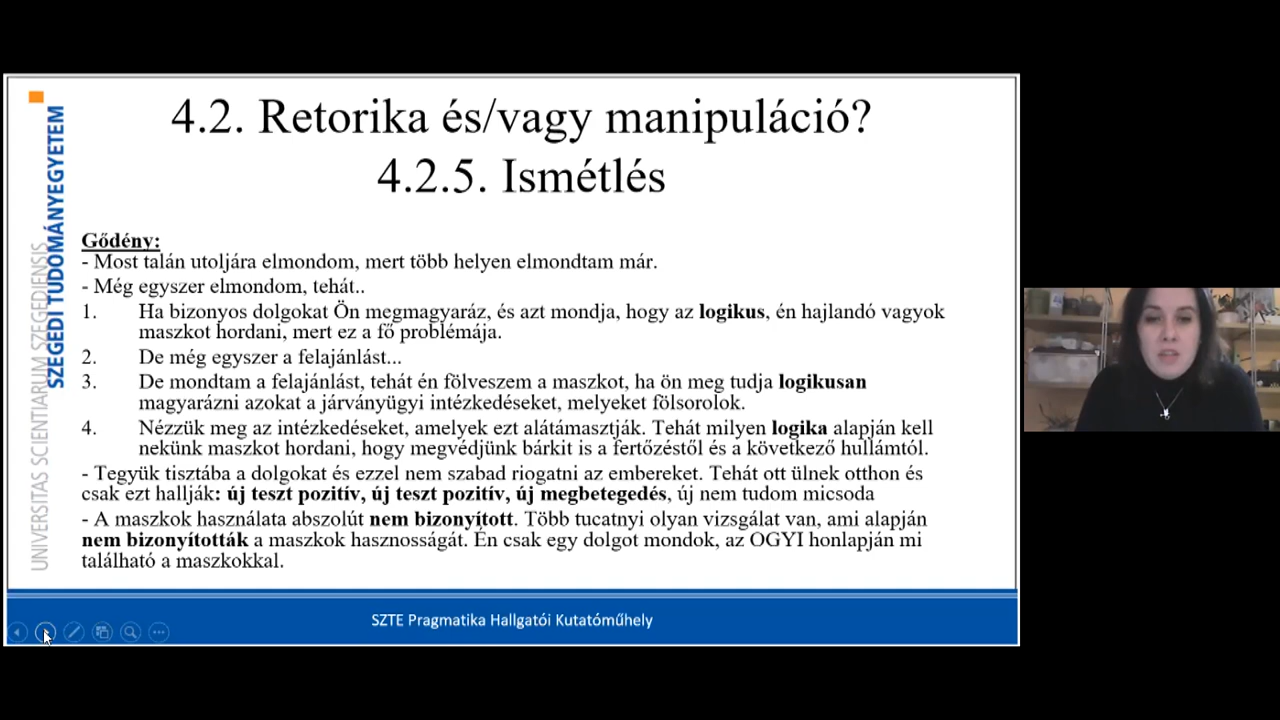 4.2. Retorika és/vagy manipuláció?
4.2.5. Ismétlés
UNIVERSITAS SCIENTIARUM SZEGEDIENSIS
SZEGEDI TUDOMÁNYEGYETEM
Gődény:
- Most talán utoljára elmondom, mert több helyen elmondtam már.
- Még egyszer elmondom, tehát..
1. Ha bizonyos dolgokat Ön megmagyaráz, és azt mondja, hogy az logikus, én hajlandó vagyok
maszkot hordani, mert ez a fő problémája.
2. De még egyszer a felajánlást...
3. De mondtam a felajánlást, tehát én fölveszem a maszkot, ha ön meg tudja logikusan
magyarázni azokat a járványügyi intézkedéseket, melyeket fölsorolok.
4. Nézzük meg az intézkedéseket, amelyek ezt alátámasztják. Tehát milyen logika alapján kell
nekünk maszkot hordani, hogy megvédjünk bárkit is a fertőzéstől és a következő hullámtól.
- Tegyük tisztába a dolgokat és ezzel nem szabad riogatni az embereket. Tehát ott ülnek otthon és
csak ezt hallják: új teszt pozitív, új teszt pozitív, új megbetegedés, új nem tudom micsoda
- A maszkok használata abszolút nem bizonyított. Több tucatnyi olyan vizsgálat van, ami alapján
nem bizonyították a maszkok hasznosságát. Én csak egy dolgot mondok, az OGYI honlapján mi
található a maszkokkal.
SZTE Pragmatika Hallgatói Kutatóműhely